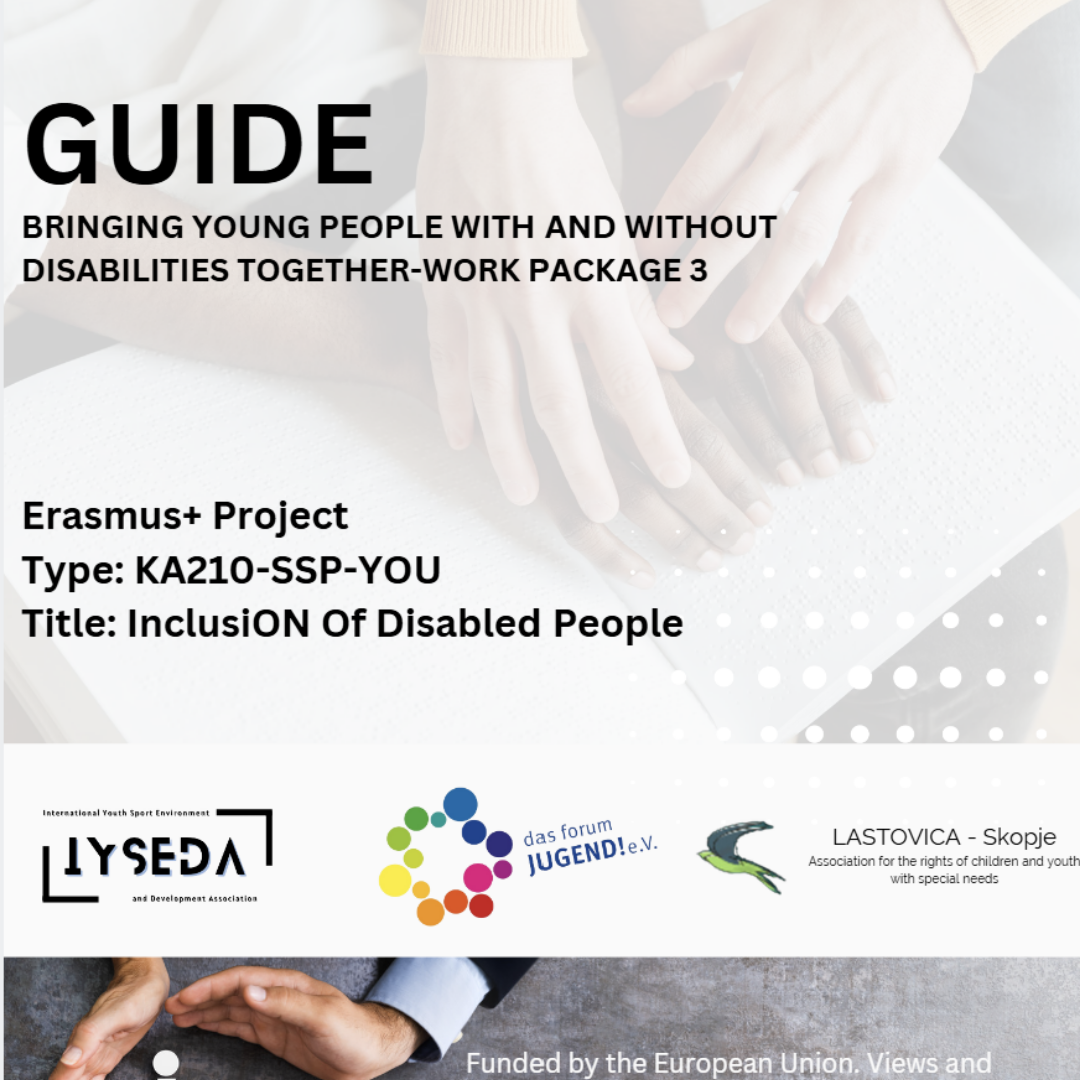 GUIDE
BRINGING YOUNG PEOPLE WITH AND WITHOUT
DISABILITIES TOGETHER-WORK PACKAGE 3
Erasmus+ Project
Type: KA210-SSP-YOU
Title: InclusiON Of Disabled People
International Youth Sport Environment
IYSEDA
and Development Association
das forum
JUGEND! e.V.
LASTOVICA - Skopje
Association for the rights of children and youth
with special needs
Funded by the European Union. Views and